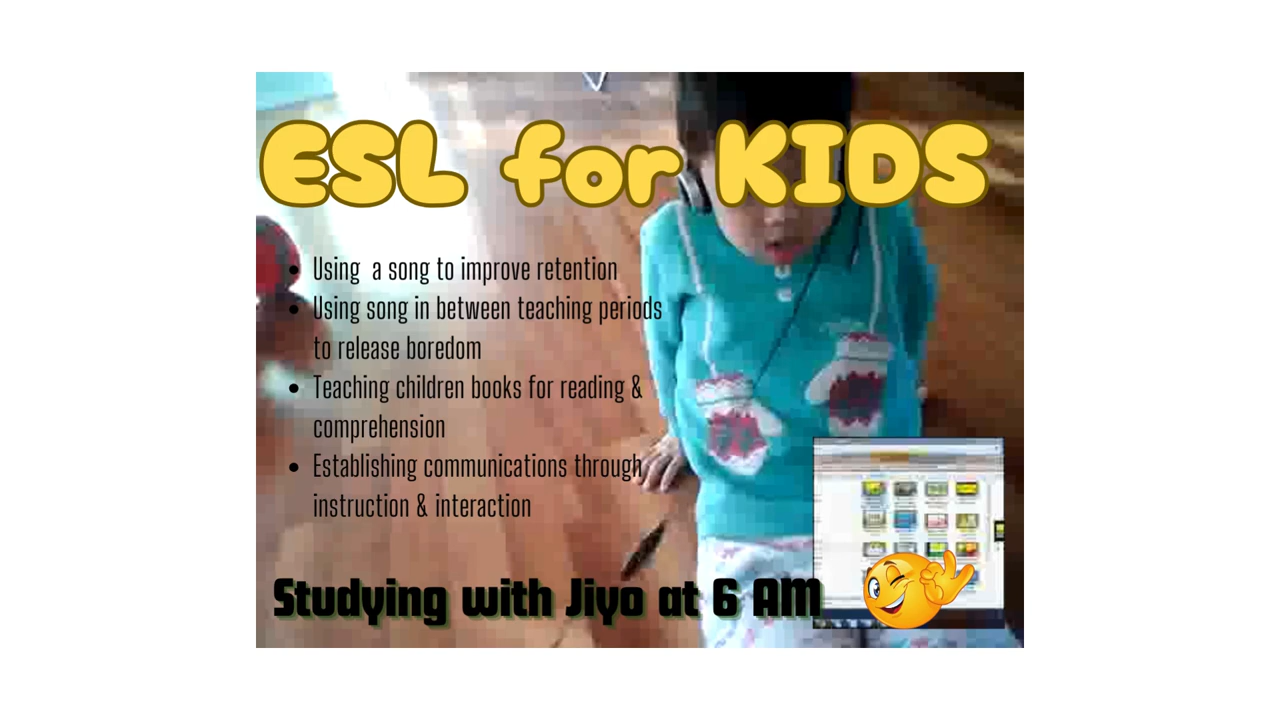 ESL for KIDS
Using  a song to improve retention
Using song in between teaching periods
to release boredom
Teaching children books for reading &
comprehension
Establishing communications through
instruction & interaction
Studying with Jiyo at 6 AM